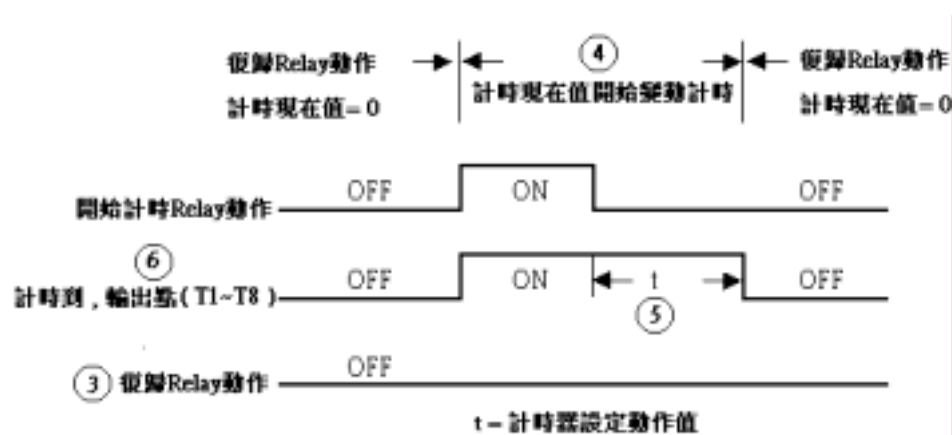 ④
復歸Relay動作
計時現在值=0
計時現在值開始變動計時
復歸Relay動作
計時現在值=0
開始計時Relay動作 OFF ON OFF
⑥
計時到，輸出點(T1~T8) OFF ON t OFF
⑤
③ 復歸Relay動作 OFF
t=計時器設定動作值